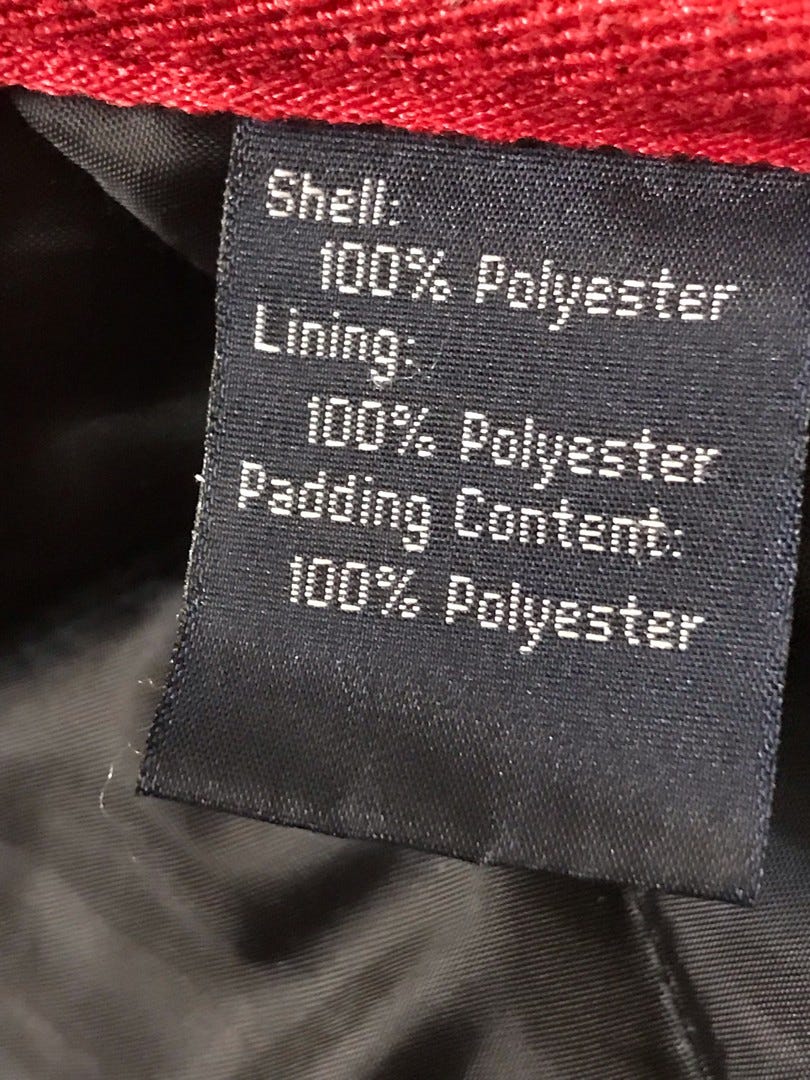 Shell:
100% Polyester
Lining:
100% Polyester
Padding Content:
100% Polyester